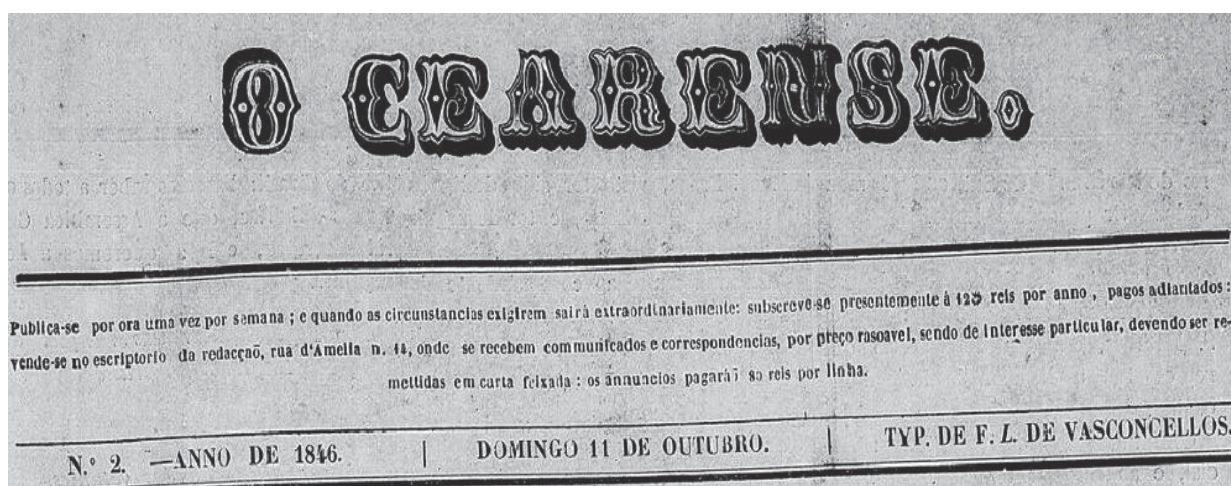 O CEARENSE.
Publica-se por ora uma vez por semana ; e quando as circunstancias exigirem sairá extraordinariamente: subscreve-se presentemente á reis por anno , pagos adiantados :
vende-se no escriptorio da redacçaõ, rua d'Amelia n. 44, onde se recebem communicados e correspondencias, por preço rasoavel, sendo de interesse particular, devendo ser re-
mettidas em carta feixada : os annuncios pagaráõ 80 reis por linha.
N.º 2. —ANNO DE 1846. | DOMINGO 11 DE OUTUBRO. | TYP. DE F. L. DE VASCONCELLOS.